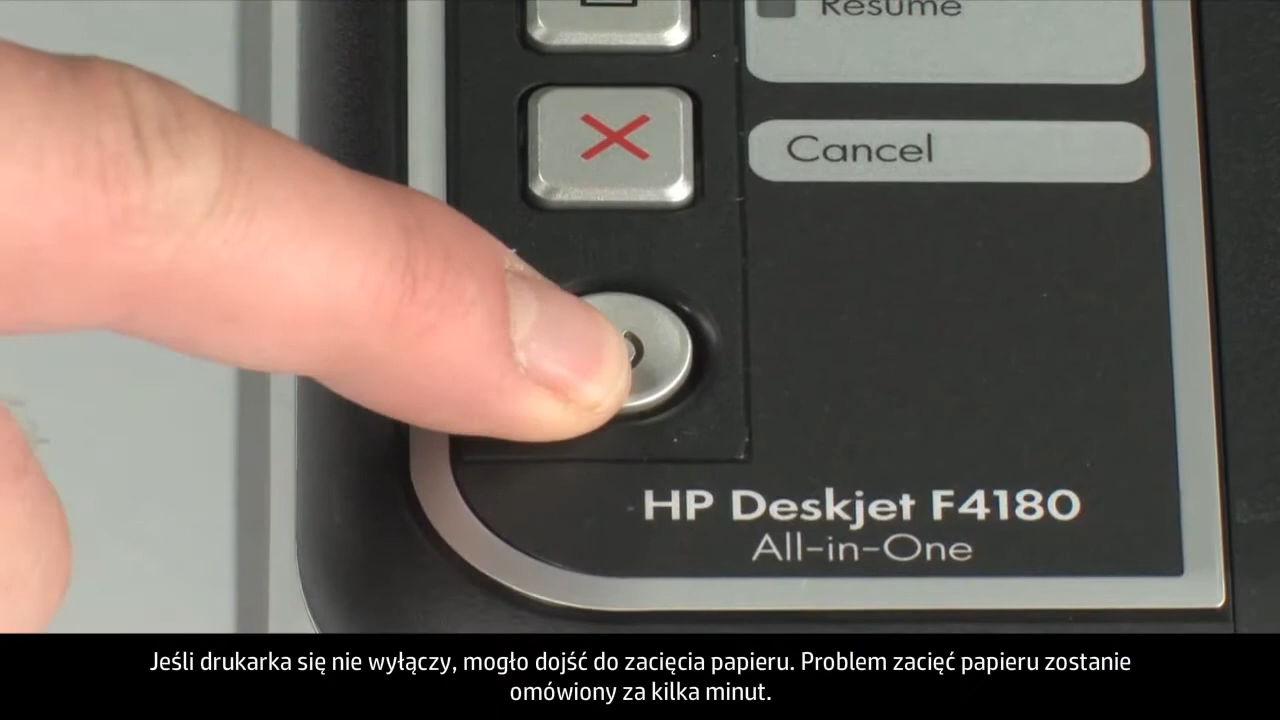 Resume
Cancel
HP Deskjet F4180
All-in-One
Jeśli drukarka się nie wyłączy, mogło dojść do zacięcia papieru. Problem zacięć papieru zostanie
omówiony za kilka minut.